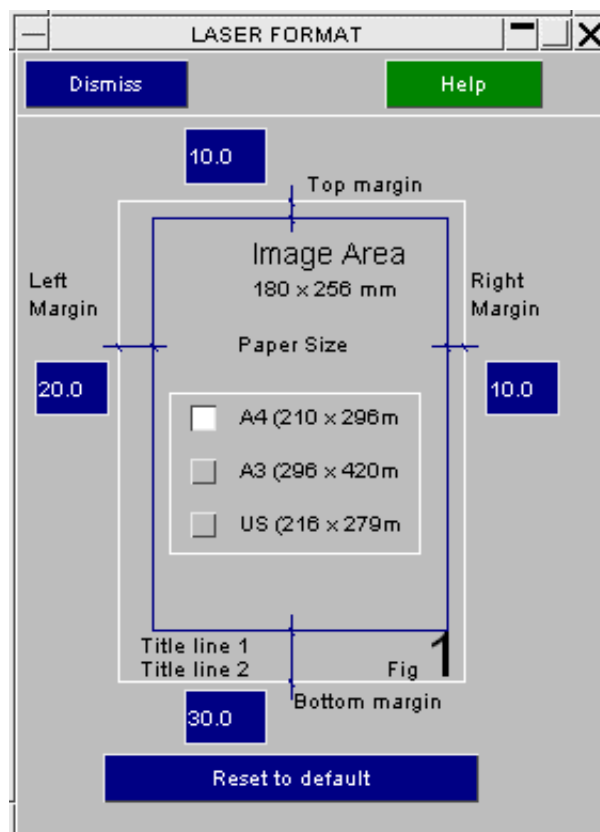 LASER FORMAT
Dismiss
Help
10.0
Top margin
Image Area
180 x 256 mm
Left
Margin
Right
Margin
Paper Size
20.0
10.0
A4 (210 x 296m
A3 (296 x 420m
US (216 x 279m
Title line 1
Title line 2
Fig 1
Bottom margin
30.0
Reset to default